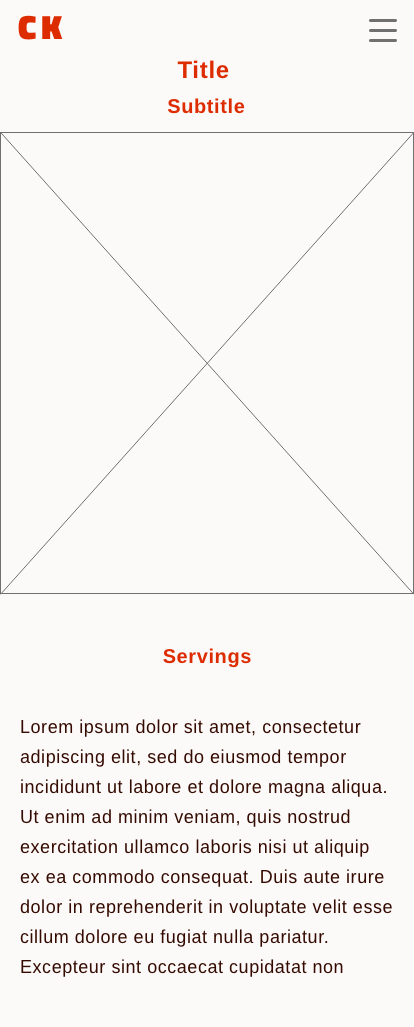 CK
Title
Subtitle
Servings
Lorem ipsum dolor sit amet, consectetur
adipiscing elit, sed do eiusmod tempor
incididunt ut labore et dolore magna aliqua.
Ut enim ad minim veniam, quis nostrud
exercitation ullamco laboris nisi ut aliquip
ex ea commodo consequat. Duis aute irure
dolor in reprehenderit in voluptate velit esse
cillum dolore eu fugiat nulla pariatur.
Excepteur sint occaecat cupidatat non